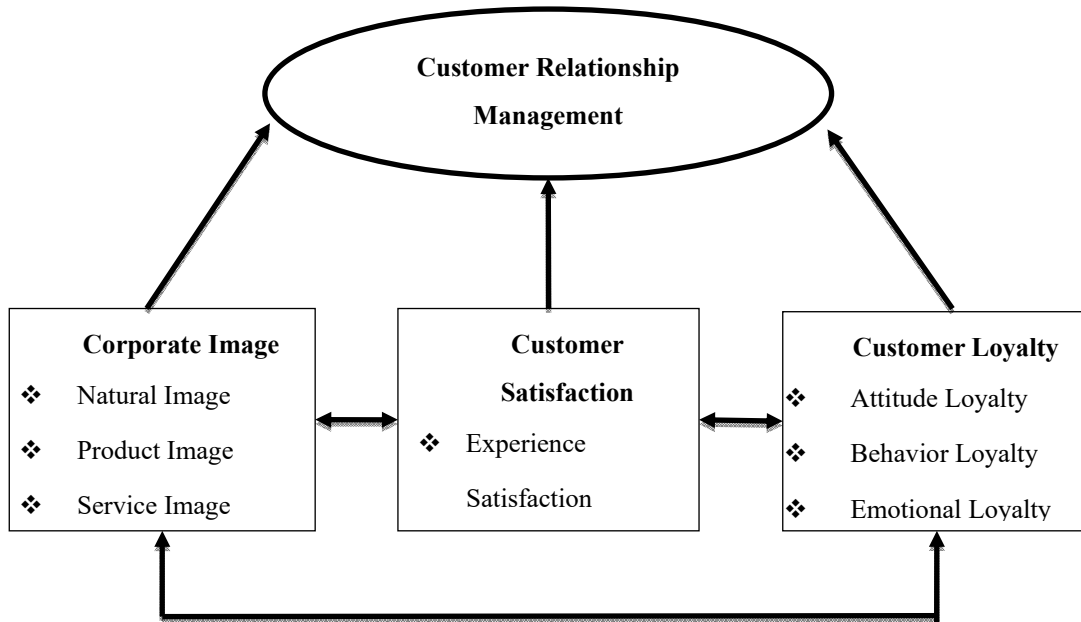 Customer Relationship
Management
Corporate Image
❖ Natural Image
❖ Product Image
❖ Service Image
Customer
Satisfaction
❖ Experience
Satisfaction
Customer Loyalty
❖ Attitude Loyalty
❖ Behavior Loyalty
❖ Emotional Loyalty